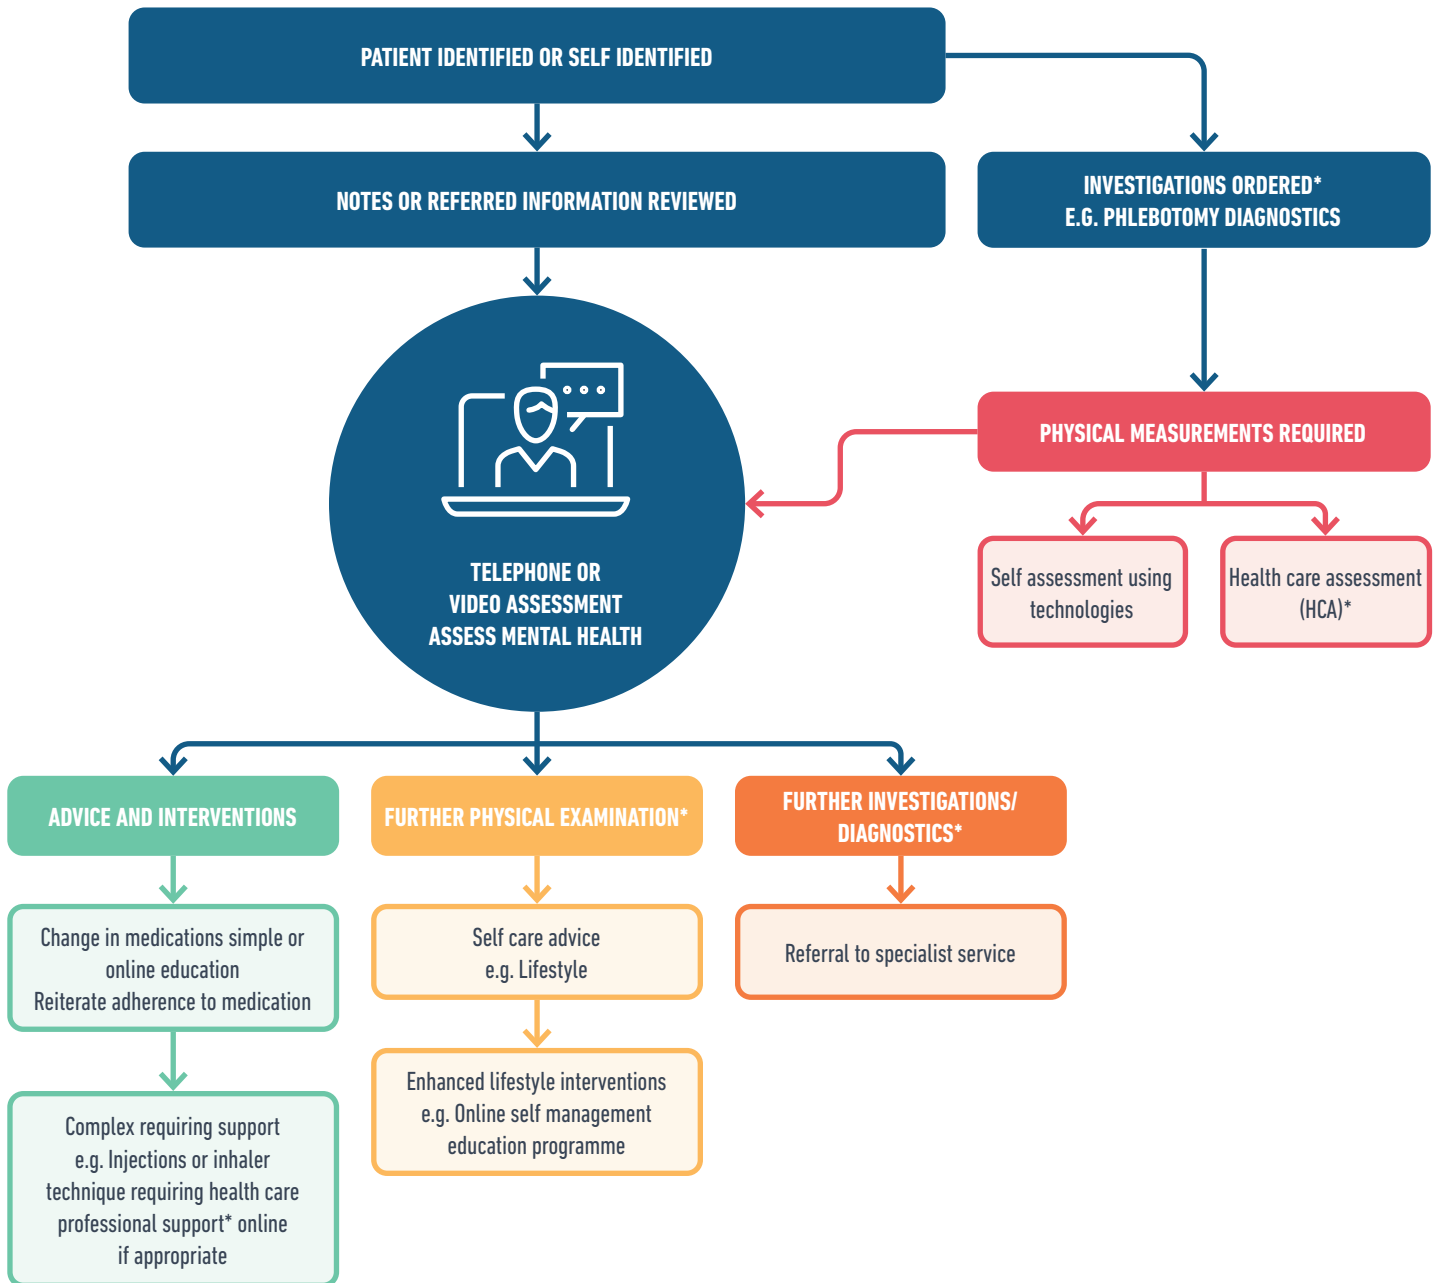 PATIENT IDENTIFIED OR SELF IDENTIFIED
NOTES OR REFERRED INFORMATION REVIEWED
INVESTIGATIONS ORDERED*
E.G. PHLEBOTOMY DIAGNOSTICS
PHYSICAL MEASUREMENTS REQUIRED
Self assessment using
technologies
Health care assessment
(HCA)*
TELEPHONE OR
VIDEO ASSESSMENT
ASSESS MENTAL HEALTH
ADVICE AND INTERVENTIONS
Change in medications simple or
online education
Reiterate adherence to medication
Complex requiring support
e.g. Injections or inhaler
technique requiring health care
professional support* online
if appropriate
FURTHER PHYSICAL EXAMINATION*
Self care advice
e.g. Lifestyle
Enhanced lifestyle interventions
e.g. Online self management
education programme
FURTHER INVESTIGATIONS/
DIAGNOSTICS*
Referral to specialist service